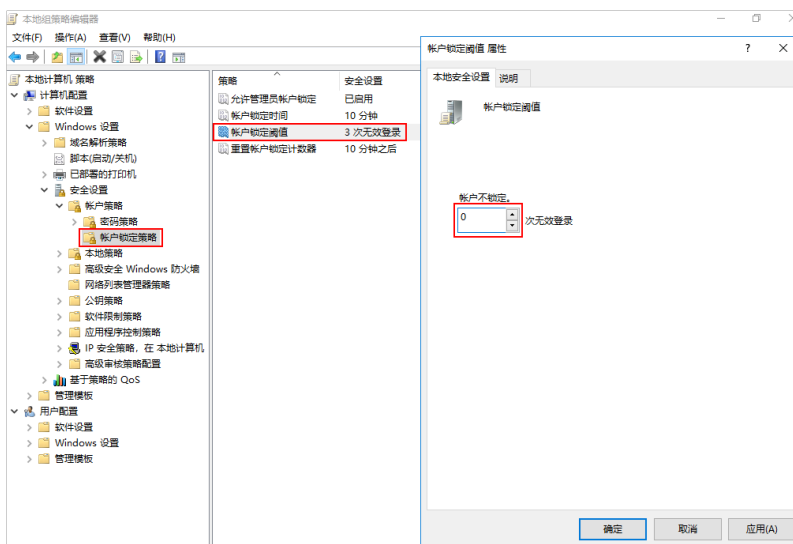 本地组策略编辑器
文件(F) 操作(A) 查看(V) 帮助(H)
本地计算机 策略
计算机配置
软件设置
Windows 设置
域名解析策略
脚本(启动/关机)
已部署的打印机
安全设置
帐户策略
密码策略
帐户锁定策略
本地策略
高级安全 Windows 防火墙
网络列表管理器策略
公钥策略
软件限制策略
应用程序控制策略
IP 安全策略，在 本地计算机
高级审核策略配置
基于策略的 QoS
管理模板
用户配置
软件设置
Windows 设置
管理模板
策略 安全设置
允许管理员帐户锁定 已启用
帐户锁定时间 10 分钟
帐户锁定阈值 3 次无效登录
重置帐户锁定计数器 10 分钟之后
帐户锁定阈值 属性
? X
本地安全设置 说明
帐户锁定阈值
帐户不锁定。
0 次无效登录
确定 取消 应用(A)